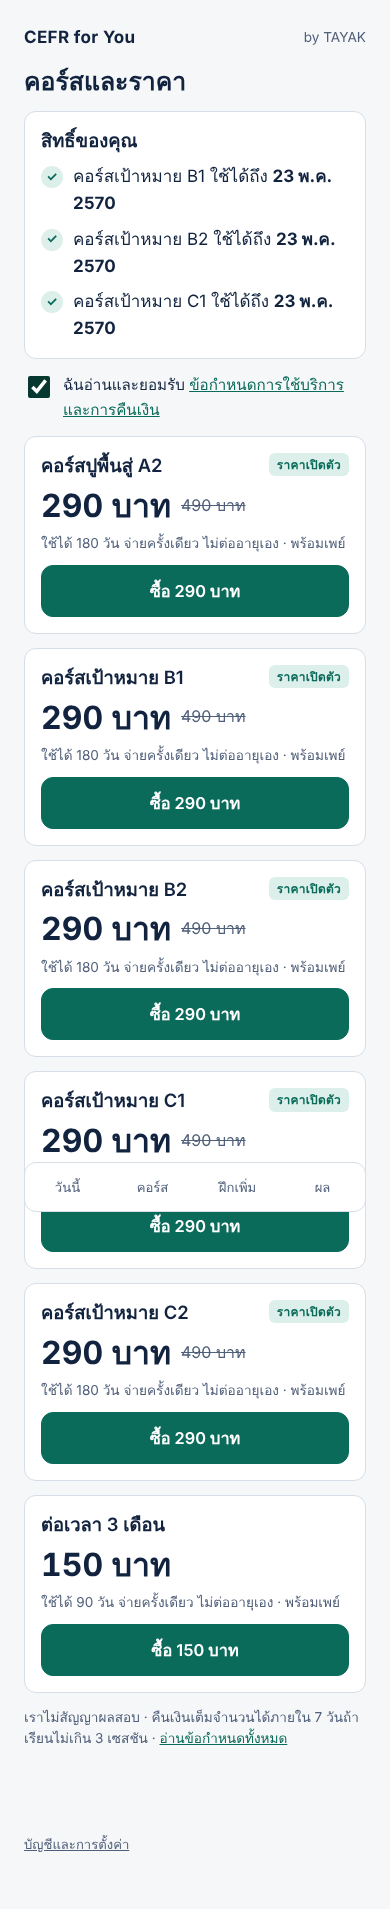 CEFR for You
by TAYAK
คอร์สและราคา
สิทธิ์ของคุณ
คอร์สเป้าหมาย B1 ใช้ได้ถึง 23 พ.ค.
2570
คอร์สเป้าหมาย B2 ใช้ได้ถึง 23 พ.ค.
2570
คอร์สเป้าหมาย C1 ใช้ได้ถึง 23 พ.ค.
2570
ฉันอ่านและยอมรับ ข้อกำหนดการใช้บริการ
และการคืนเงิน
คอร์สปูพื้นสู่ A2
ราคาเปิดตัว
290 บาท 490 บาท
ใช้ได้ 180 วัน จ่ายครั้งเดียว ไม่ต่ออายุเอง · พร้อมเพย์
ซื้อ 290 บาท
คอร์สเป้าหมาย B1
ราคาเปิดตัว
290 บาท 490 บาท
ใช้ได้ 180 วัน จ่ายครั้งเดียว ไม่ต่ออายุเอง · พร้อมเพย์
ซื้อ 290 บาท
คอร์สเป้าหมาย B2
ราคาเปิดตัว
290 บาท 490 บาท
ใช้ได้ 180 วัน จ่ายครั้งเดียว ไม่ต่ออายุเอง · พร้อมเพย์
ซื้อ 290 บาท
คอร์สเป้าหมาย C1
ราคาเปิดตัว
290 บาท 490 บาท
วันนี้ คอร์ส ฝึกเพิ่ม ผล
ซื้อ 290 บาท
คอร์สเป้าหมาย C2
ราคาเปิดตัว
290 บาท 490 บาท
ใช้ได้ 180 วัน จ่ายครั้งเดียว ไม่ต่ออายุเอง · พร้อมเพย์
ซื้อ 290 บาท
ต่อเวลา 3 เดือน
150 บาท
ใช้ได้ 90 วัน จ่ายครั้งเดียว ไม่ต่ออายุเอง · พร้อมเพย์
ซื้อ 150 บาท
เราไม่สัญญาผลสอบ · คืนเงินเต็มจำนวนได้ภายใน 7 วันถ้า
เรียนไม่เกิน 3 เซสชัน · อ่านข้อกำหนดทั้งหมด
บัญชีและการตั้งค่า